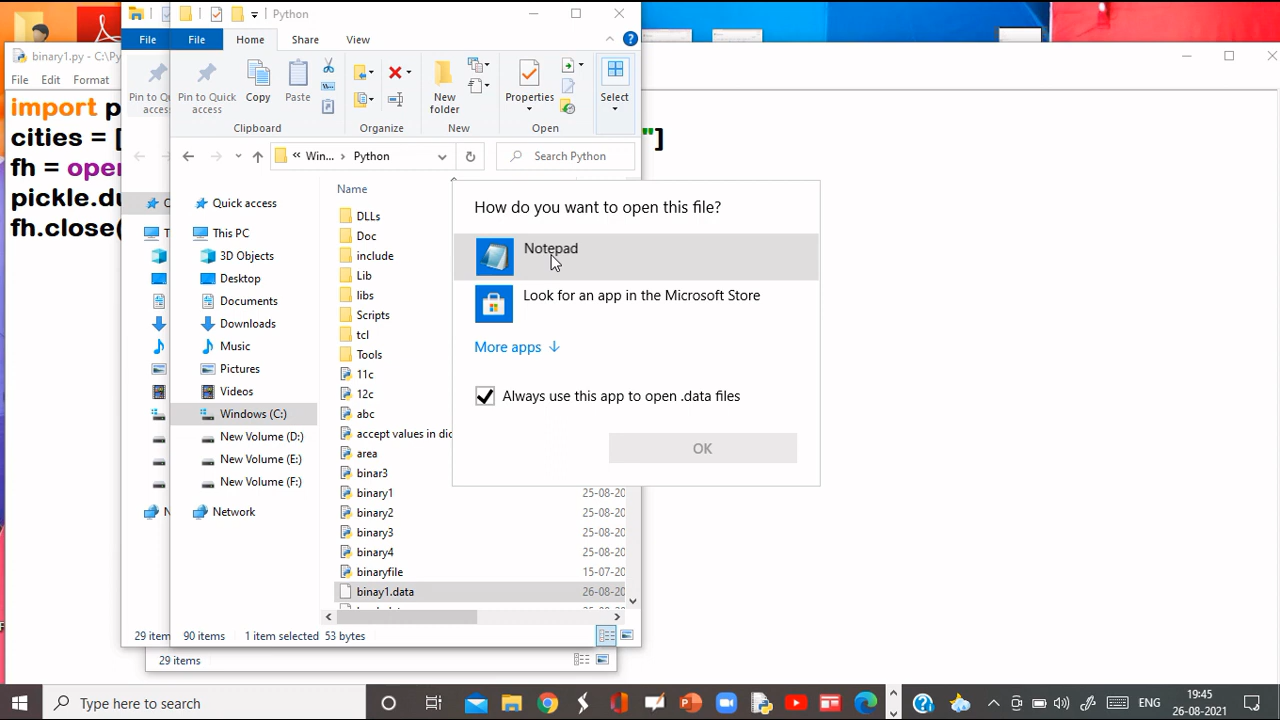 Python
binary1.py - C:\Py
File
File
Home
Share
View
File
Edit
Format
Pin to Quick access
Pin to Quick access
Copy
Paste
New folder
Properties
Select
Clipboard
Organize
New
Open
import p
cities = [
"]
fh = open
pickle.du
fh.close(
« Win... › Python
Search Python
Name
Quick access
This PC
3D Objects
Desktop
Documents
Downloads
Music
Pictures
Videos
Windows (C:)
New Volume (D:)
New Volume (E:)
New Volume (F:)
Network
DLLs
Doc
include
Lib
libs
Scripts
tcl
Tools
11c
12c
abc
accept values in dic
area
binar3
binary1 25-08-20
binary2 25-08-20
binary3 25-08-20
binary4 25-08-20
binaryfile 15-07-20
binay1.data 26-08-20
How do you want to open this file?
Notepad
Look for an app in the Microsoft Store
More apps
Always use this app to open .data files
OK
29 item
90 items 1 item selected 53 bytes
29 items
Type here to search
ENG
19:45
26-08-2021